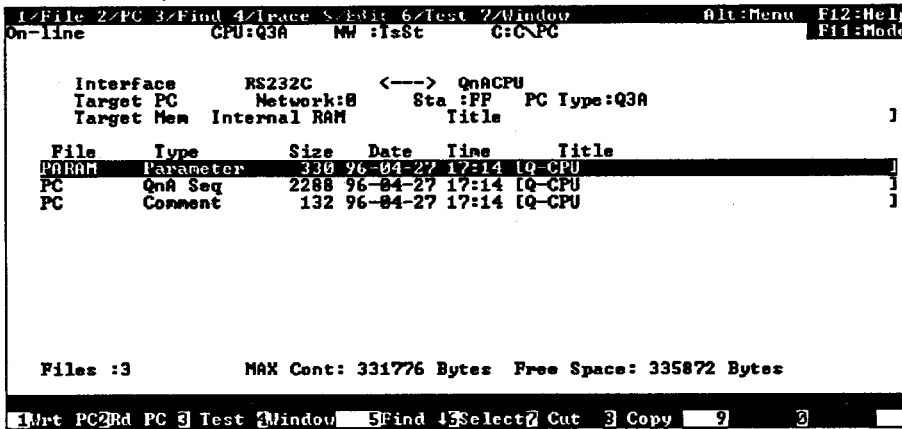 1/File 2/PC 3/Find 4/Trace 5/Edit 6/Test 7/Window Alt:Menu F12:Help
On-line CPU:Q3A NW :TsSt C:C\PC F11:Mode
Interface RS232C <---> QnACPU
Target PC Network:0 Sta :FF PC Type:Q3A
Target Mem Internal RAM Title ]
File Type Size Date Time Title
PARAM Parameter 330 96-04-27 17:14 [Q-CPU ]
PC QnA Seq 2288 96-04-27 17:14 [Q-CPU ]
PC Comment 132 96-04-27 17:14 [Q-CPU ]
Files :3 MAX Cont: 331776 Bytes Free Space: 335872 Bytes
1Wrt PC2Rd PC 3 Test 4Window 5Find ↓6Select7 Cut 8 Copy 9 0